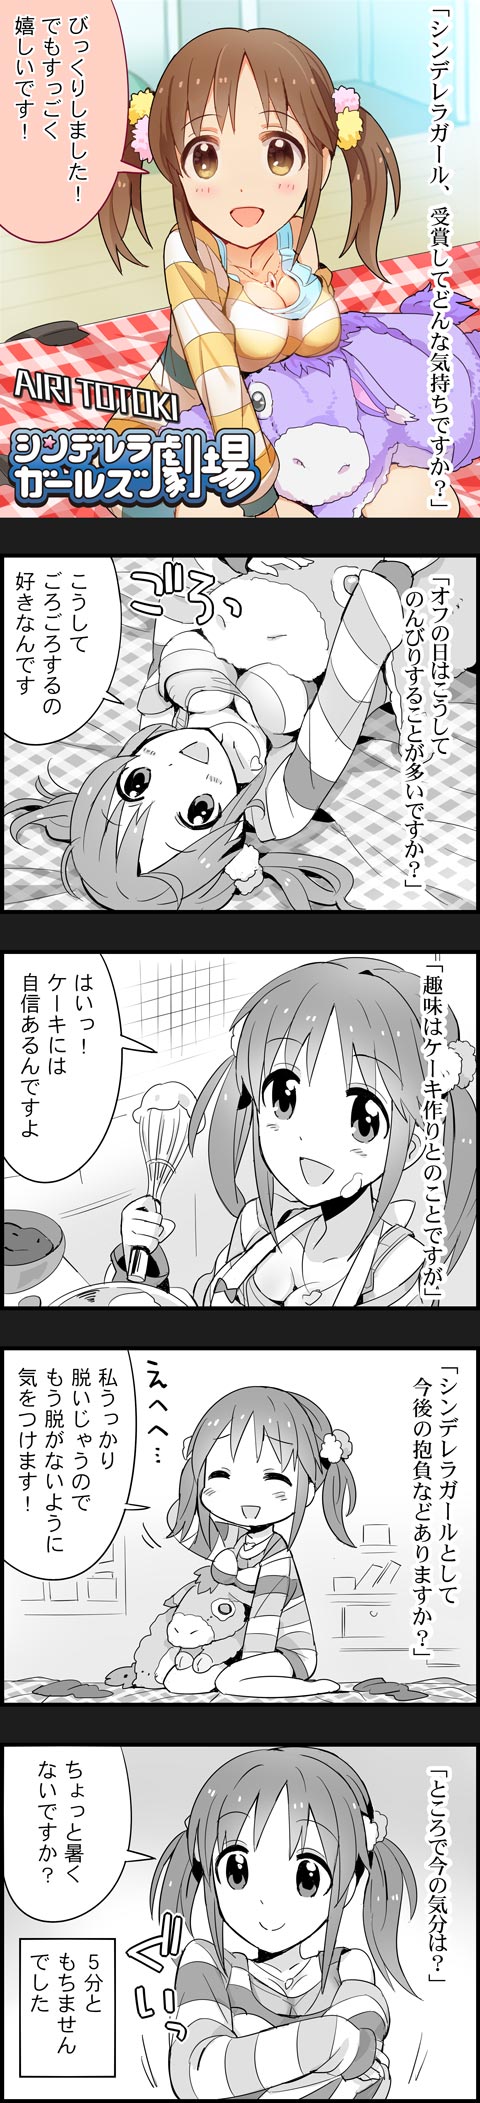 「シンデレラガール、受賞してどんな気持ちですか？」
びっくりしました！
でもすっごく
嬉しいです！
AIRI TOTOKI
シンデレラ
ガールズ劇場
「オフの日はこうして
のんびりすることが多いですか？」
ごろっ
こうして
ごろごろするの
好きなんです
「趣味はケーキ作りとのことですが」
はいっ！
ケーキには
自信あるんですよ
「シンデレラガールとして
今後の抱負などありますか？」
えへへ…
私うっかり
脱いじゃうので
もう脱がないように
気をつけます！
「ところで今の気分は？」
ちょっと暑く
ないですか？
ぐいっ
5分と
もちません
でした